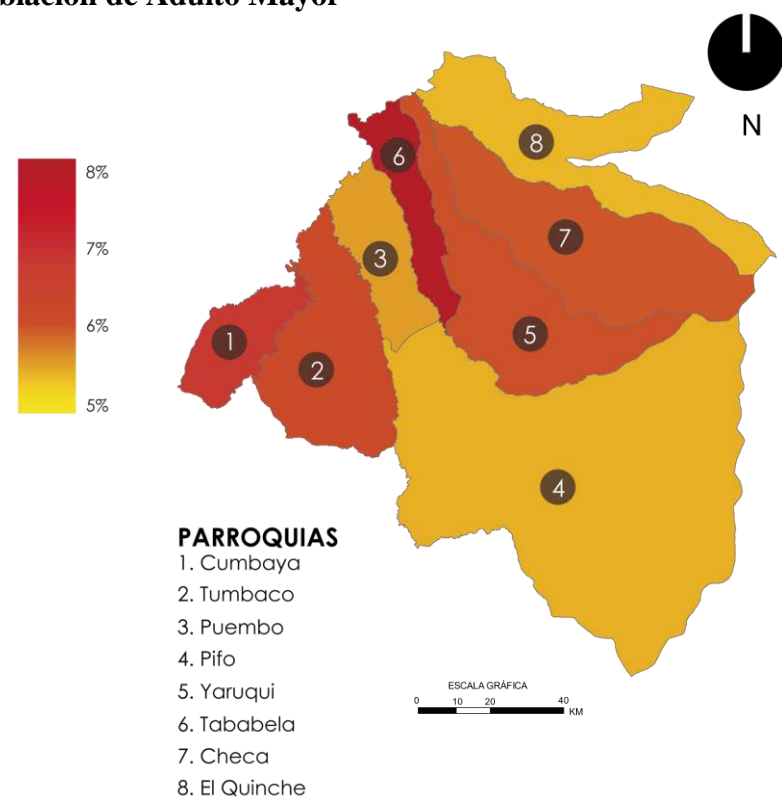 Adulto Mayor
de
N
8%
7%
6%
5%
8
6
7
3
5
1
2
4
PARROQUIAS
1. Cumbaya
2. Tumbaco
3. Puembo
4. Pifo
5. Yaruqui
6. Tababela
7. Checa
8. El Quinche
ESCALA GRÁFICA
0 10 20 40
KM